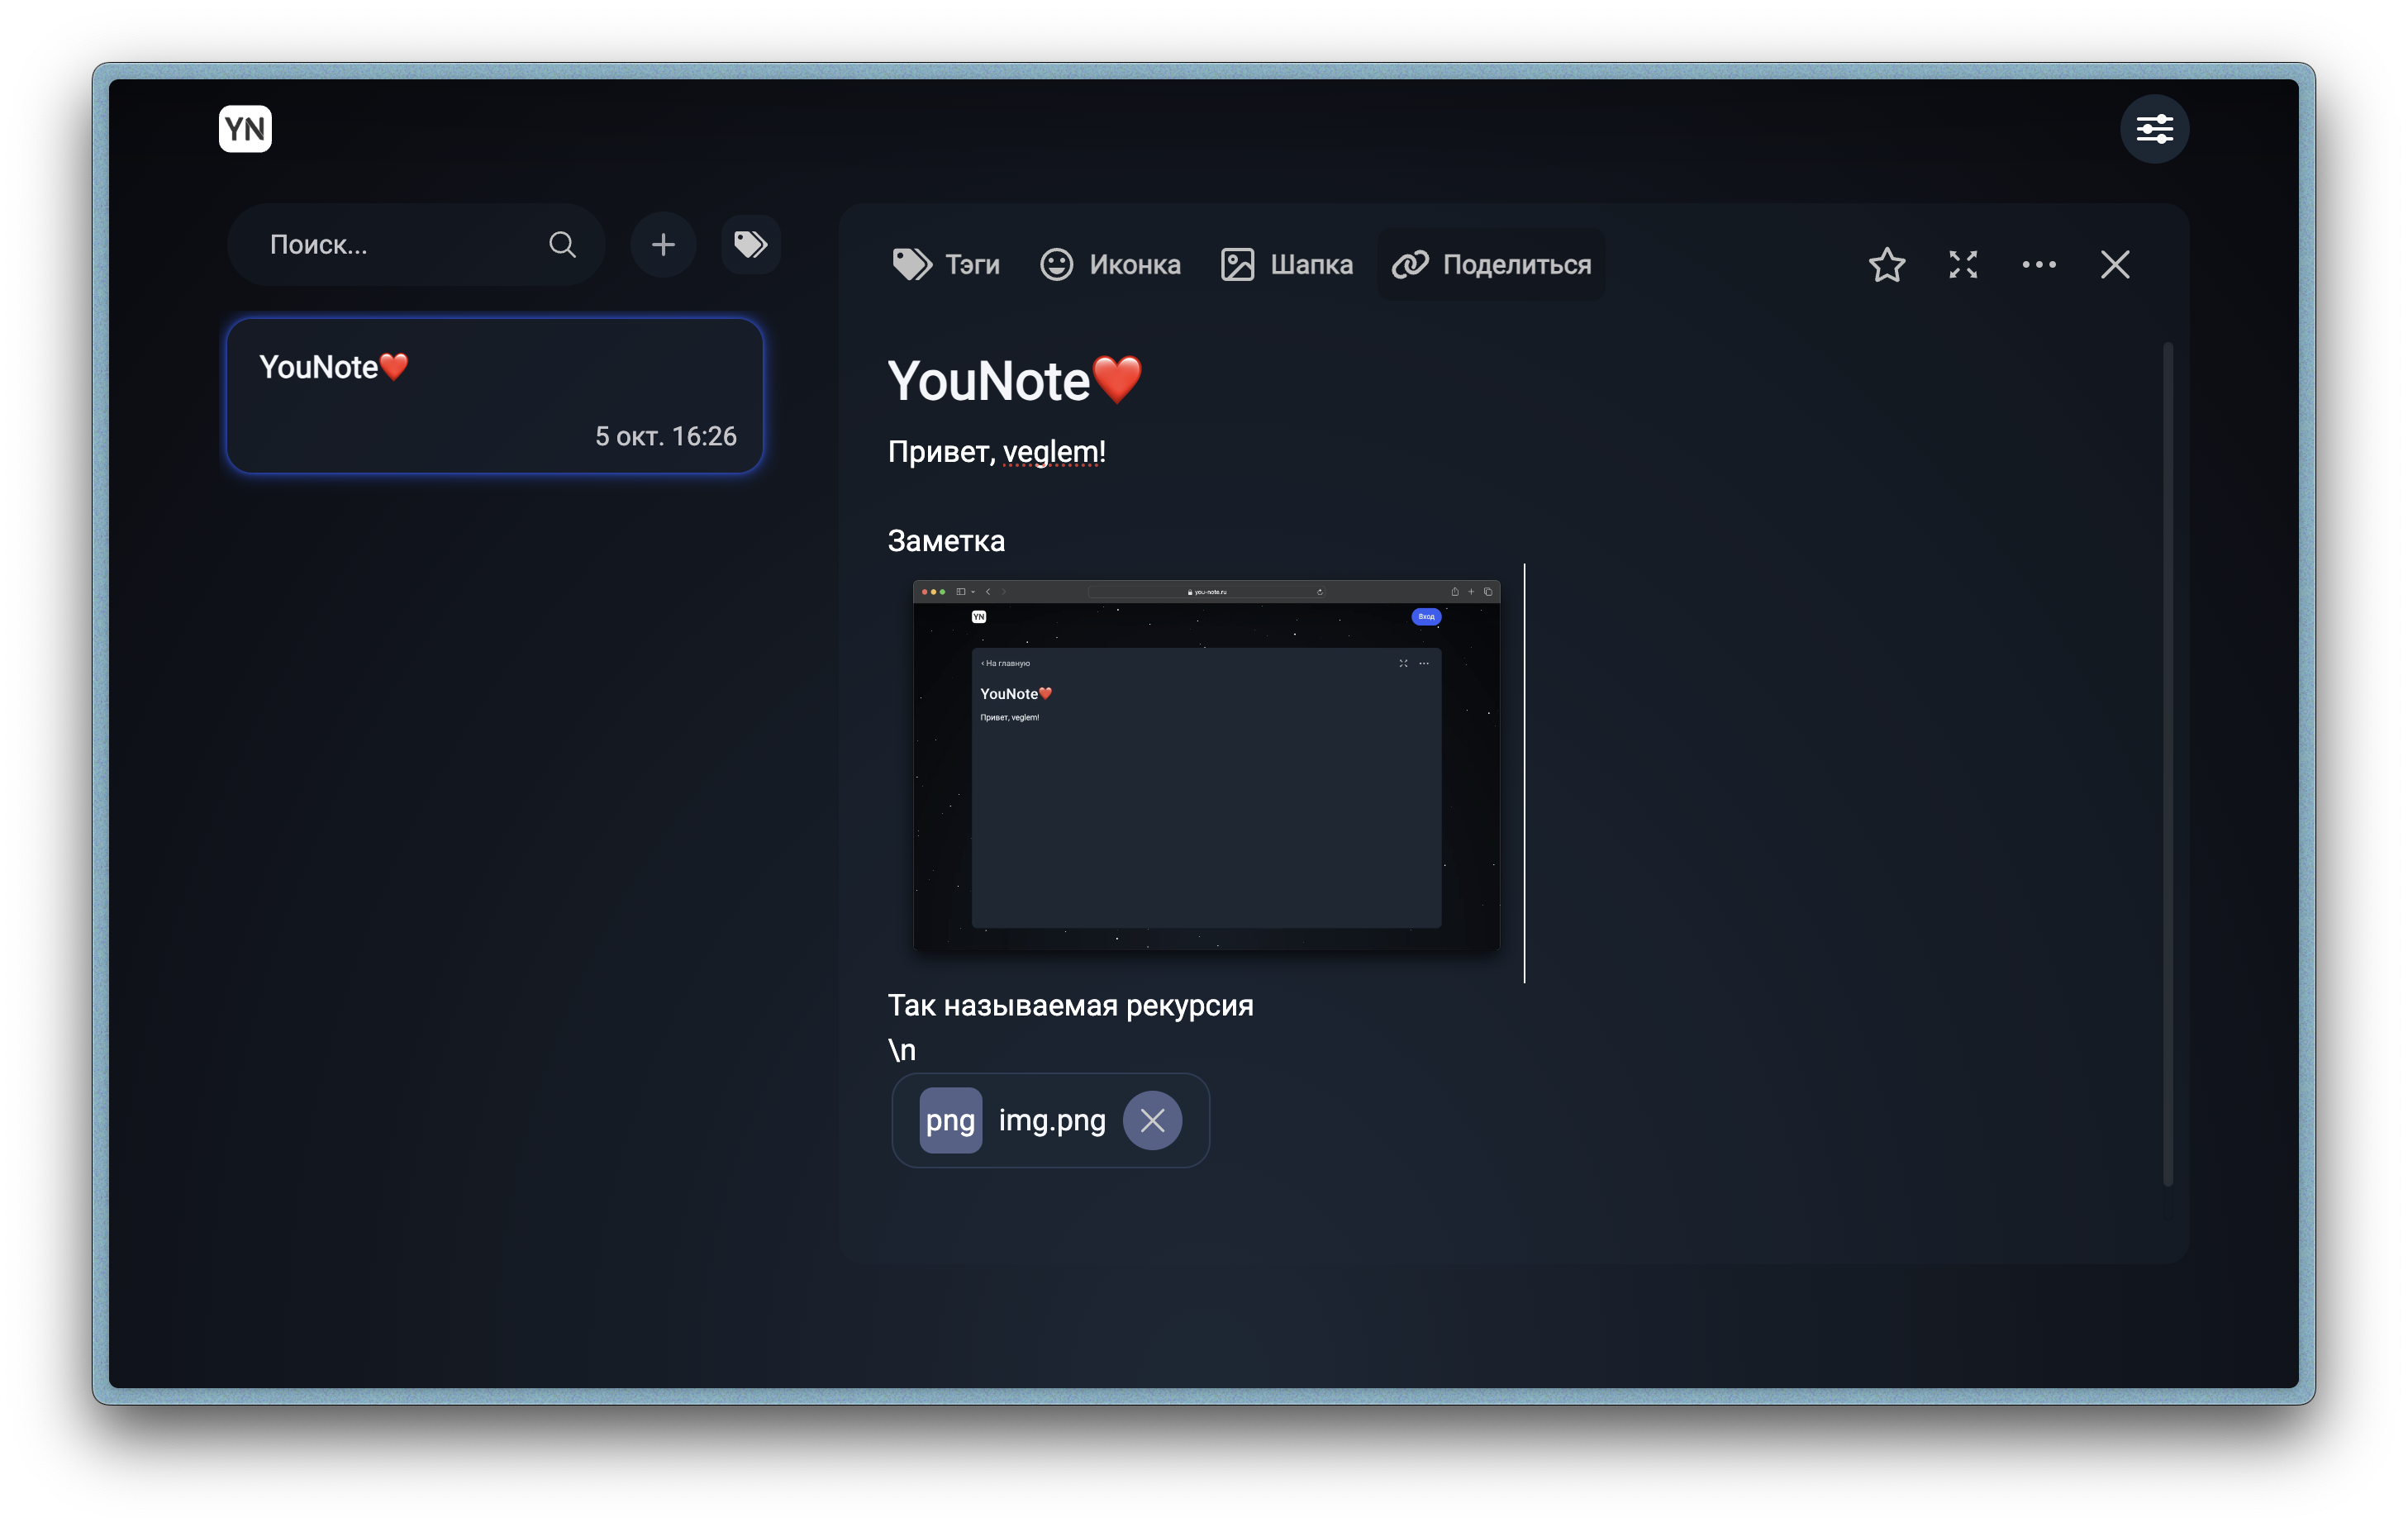 YN
Поиск...
YouNote❤️
5 окт. 16:26
Тэги
Иконка
Шапка
Поделиться
YouNote❤️
Привет, veglem!
Заметка
you-note.ru
YN
Вход
‹ На главную
YouNote❤️
Привет, veglem!
Так называемая рекурсия
\n
png img.png